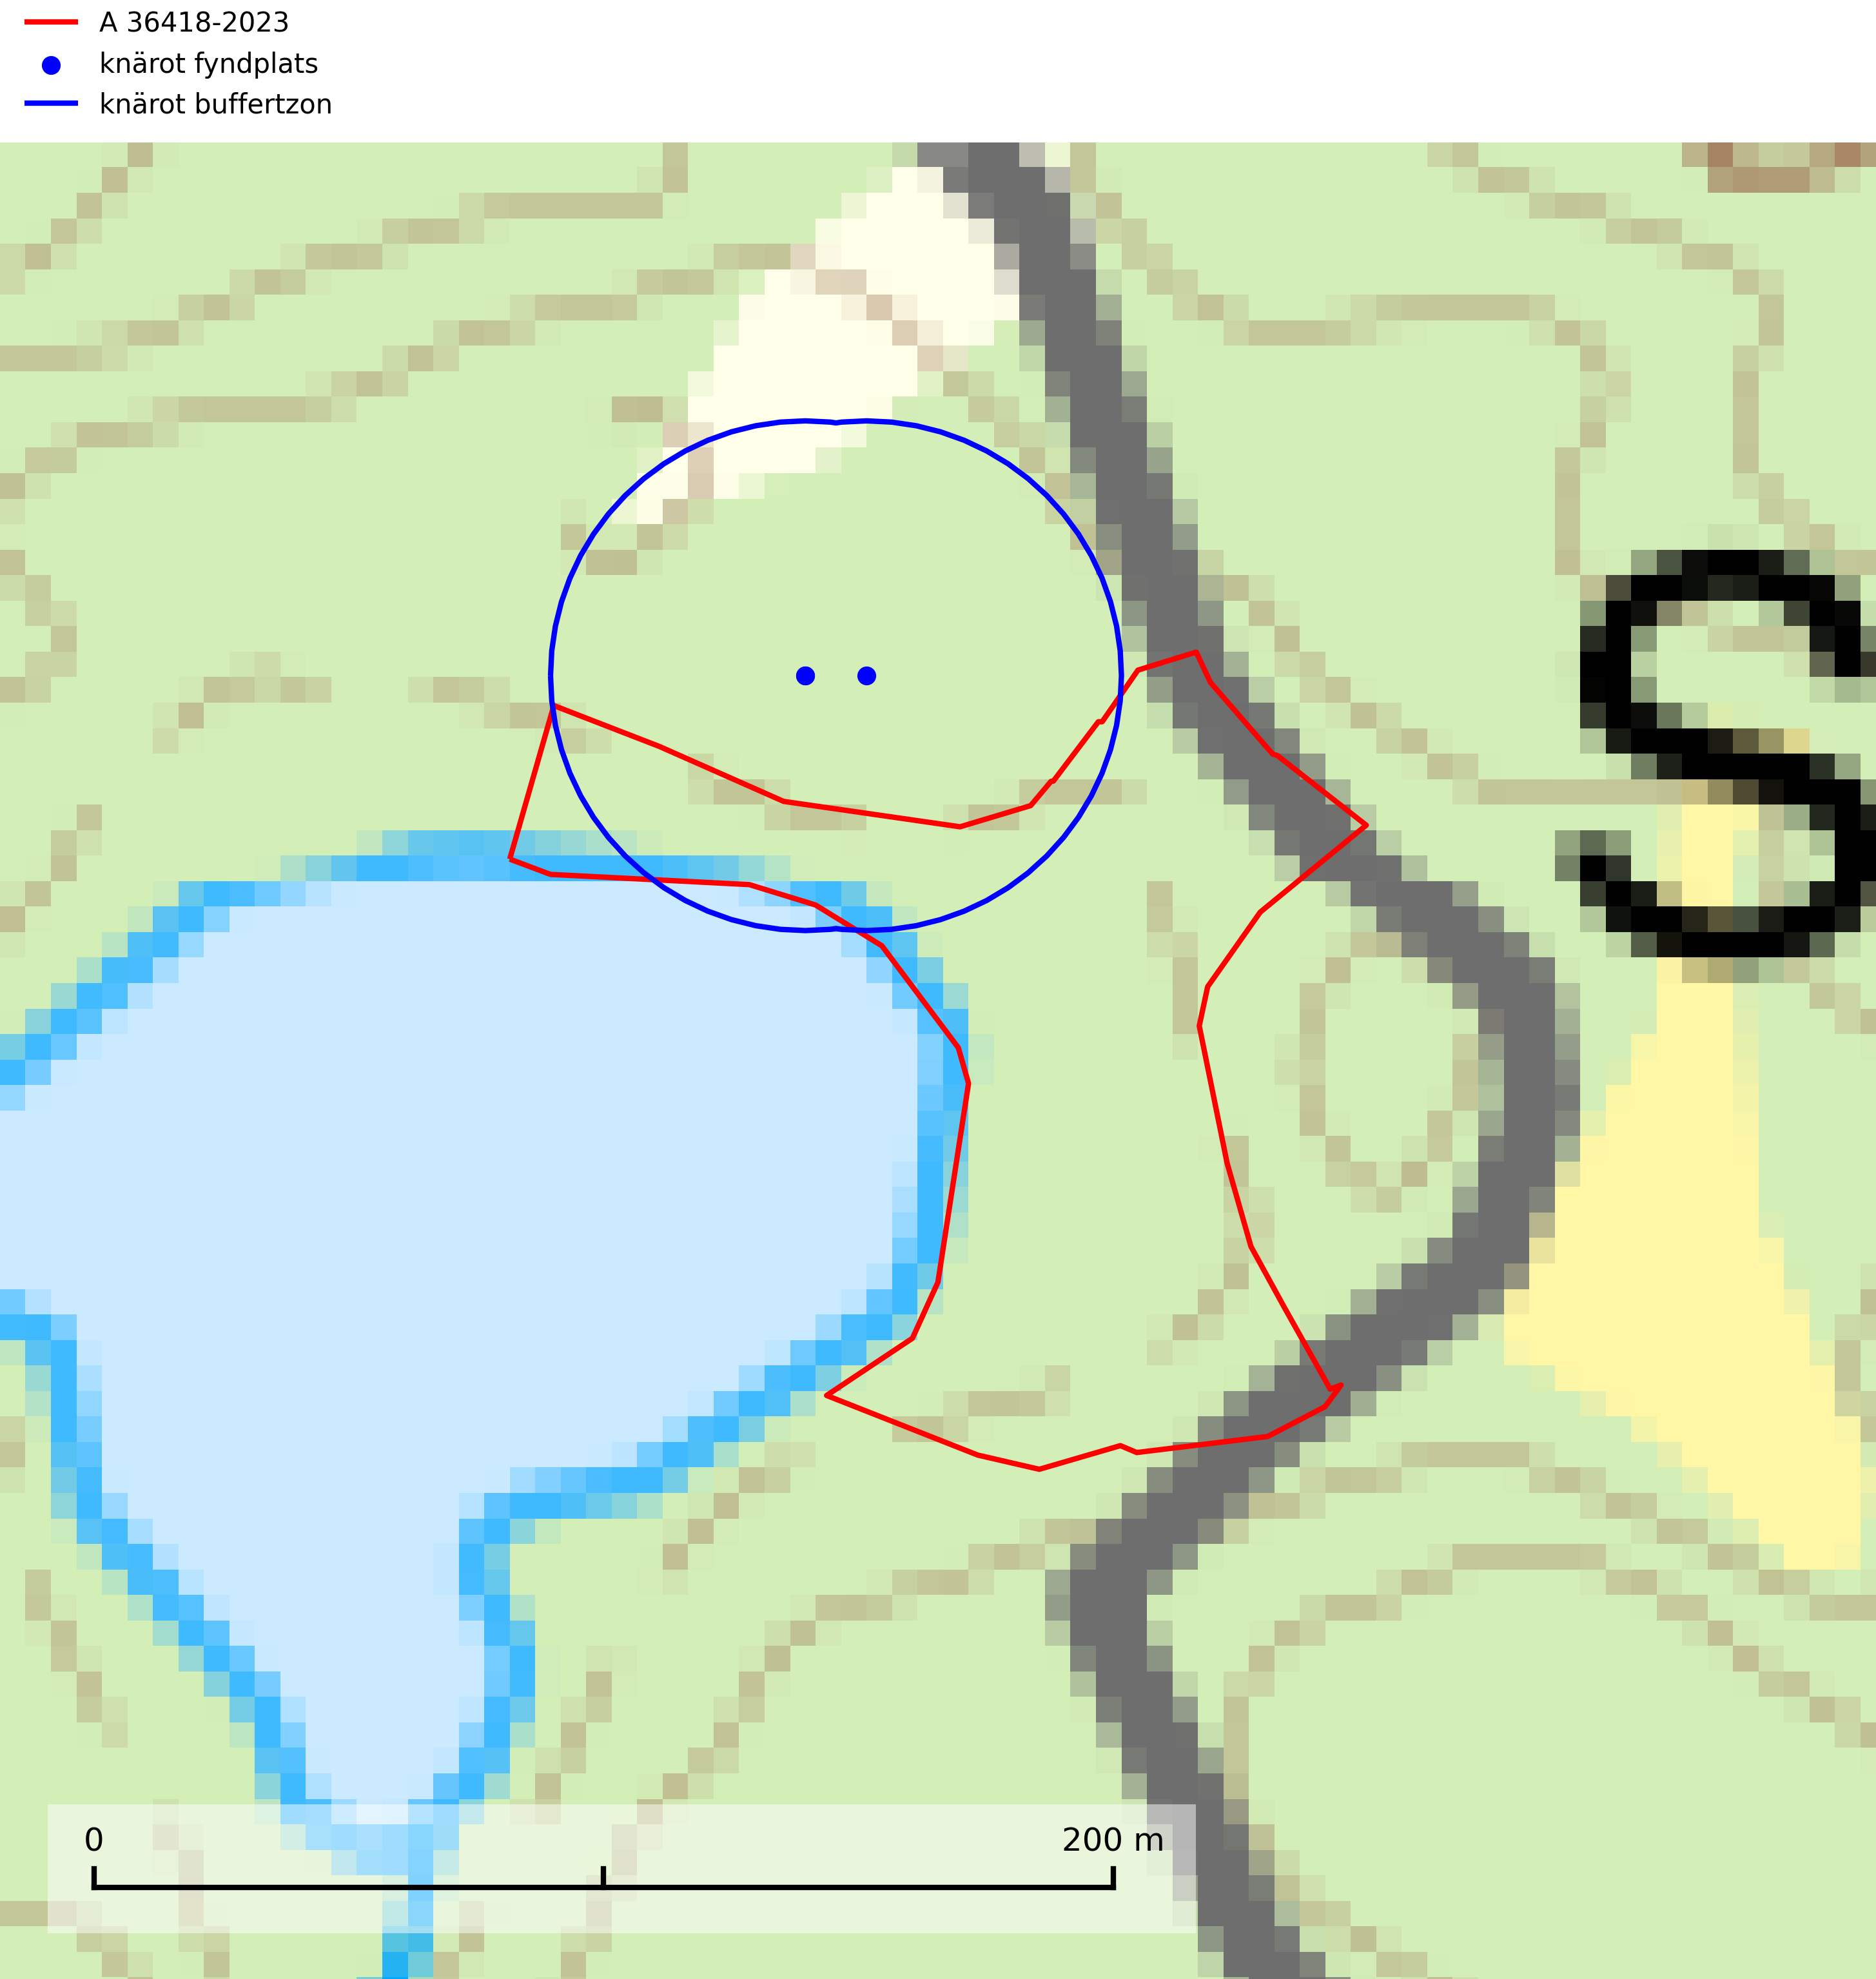 A 36418-2023
knärot fyndplats
knärot buffertzon
S
0 200 m